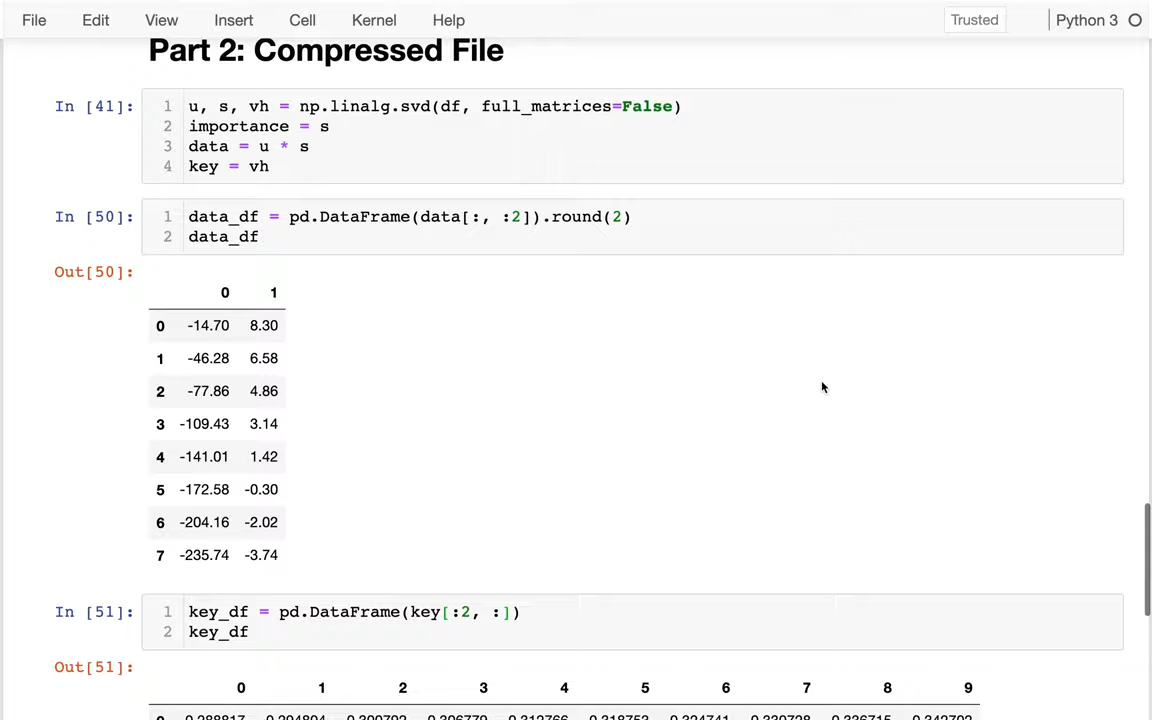 File Edit View Insert Cell Kernel Help Trusted Python 3
Part 2: Compressed File
In [41]:
1 u, s, vh = np.linalg.svd(df, full_matrices=False)
2 importance = s
3 data = u * s
4 key = vh
In [50]:
1 data_df = pd.DataFrame(data[:, :2]).round(2)
2 data_df
Out[50]:
0 1
0 -14.70 8.30
1 -46.28 6.58
2 -77.86 4.86
3 -109.43 3.14
4 -141.01 1.42
5 -172.58 -0.30
6 -204.16 -2.02
7 -235.74 -3.74
In [51]:
1 key_df = pd.DataFrame(key[:2, :])
2 key_df
Out[51]:
0 1 2 3 4 5 6 7 8 9